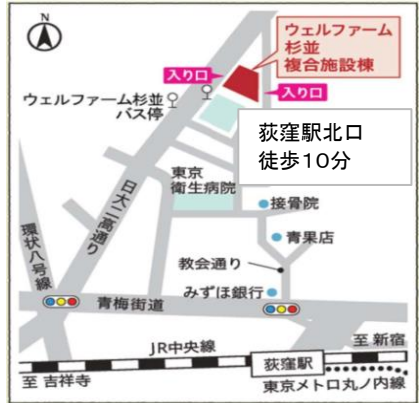 N
ウェルファーム
杉並
複合施設棟
入り口
入り口
ウェルファーム杉並
バス停
荻窪駅北口
徒歩10分
東京
衛生病院
日大二高通り
環状八号線
接骨院
青果店
教会通り
みずほ銀行
青梅街道
JR中央線
至 新宿
荻窪駅
至 吉祥寺
東京メトロ丸ノ内線